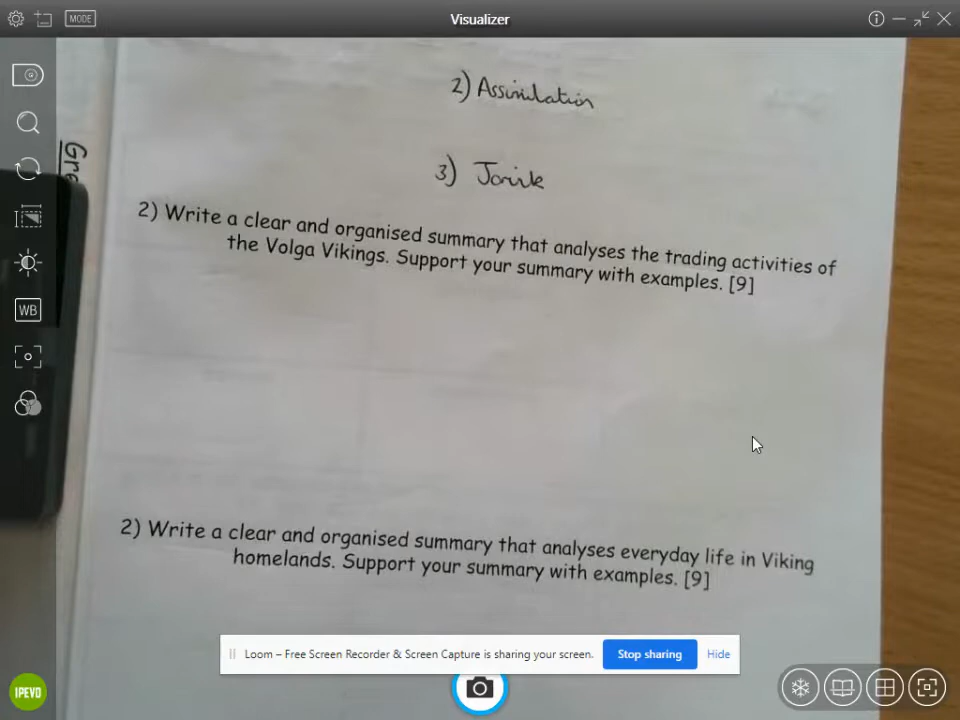 MODE
Visualizer
2) Assimilation
Gre
3) Jorvik
2) Write a clear and organised summary that analyses the trading activities of
the Volga Vikings. Support your summary with examples. [9]
WB
2) Write a clear and organised summary that analyses everyday life in Viking
homelands. Support your summary with examples. [9]
Loom – Free Screen Recorder & Screen Capture is sharing your screen.
Stop sharing
Hide
IPEVO